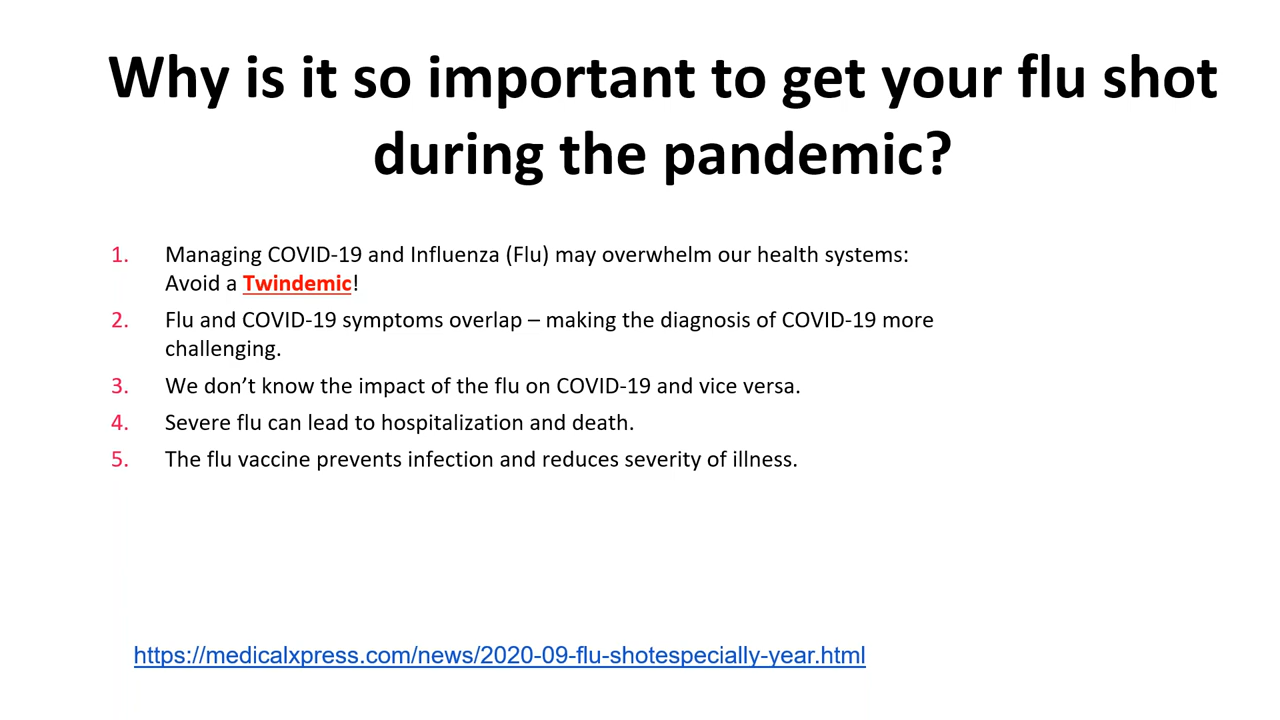 Why is it so important to get your flu shot
during the pandemic?
1. Managing COVID-19 and Influenza (Flu) may overwhelm our health systems:
Avoid a Twindemic!
2. Flu and COVID-19 symptoms overlap – making the diagnosis of COVID-19 more
challenging.
3. We don’t know the impact of the flu on COVID-19 and vice versa.
4. Severe flu can lead to hospitalization and death.
5. The flu vaccine prevents infection and reduces severity of illness.
https://medicalxpress.com/news/2020-09-flu-shotespecially-year.html